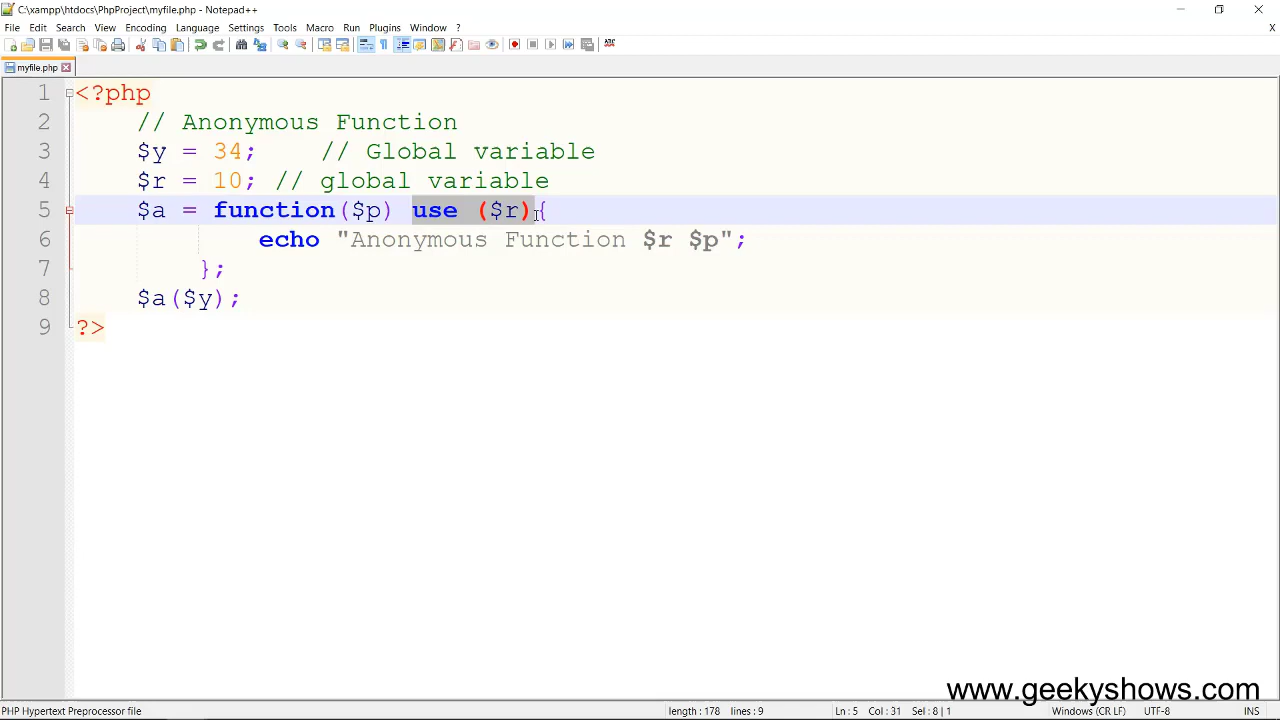 C:\xampp\htdocs\PhpProject\myfile.php - Notepad++
File Edit Search View Encoding Language Settings Tools Macro Run Plugins Window ? X
myfile.php
1 <?php
2 // Anonymous Function
3 $y = 34; // Global variable
4 $r = 10; // global variable
5 $a = function($p) use ($r){
6 echo "Anonymous Function $r $p";
7 };
8 $a($y);
9 ?>
www.geekyshows.com
PHP Hypertext Preprocessor file length : 178 lines : 9 Ln : 5 Col : 31 Sel : 8 | 1 Windows (CR LF) UTF-8 INS